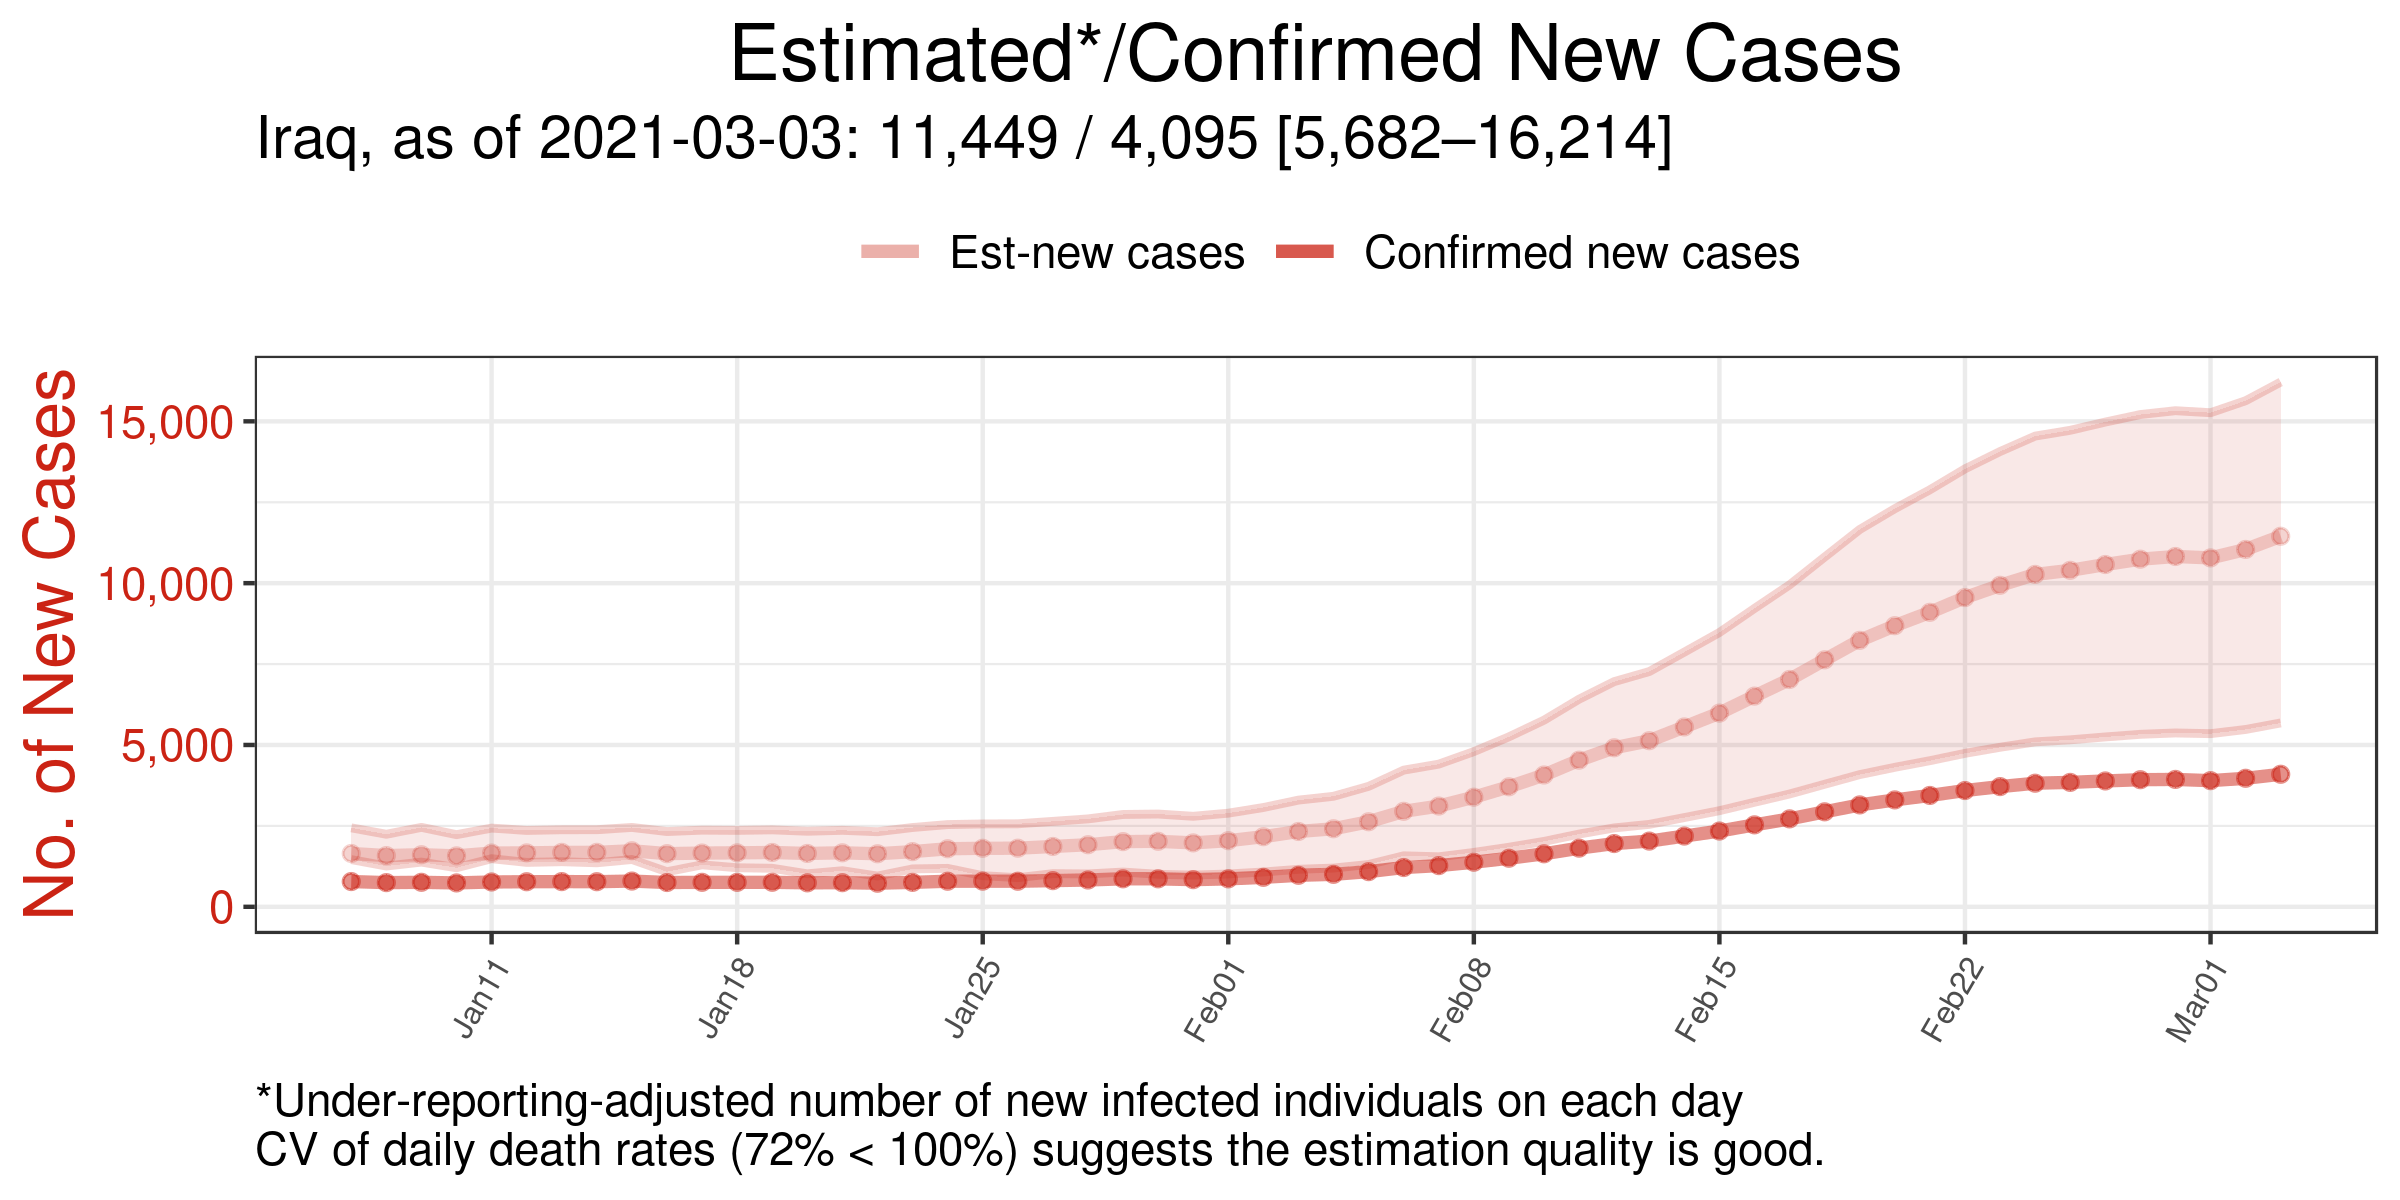 Estimated*/Confirmed New Cases
Iraq, as of 2021-03-03: 11,449 / 4,095 [5,682–16,214]
Est-new cases
Confirmed new cases
No. of New Cases
15,000
10,000
5,000
0
Jan11
Jan18
Jan25
Feb01
Feb08
Feb15
Feb22
Mar01
*Under-reporting-adjusted number of new infected individuals on each day
CV of daily death rates (72% < 100%) suggests the estimation quality is good.